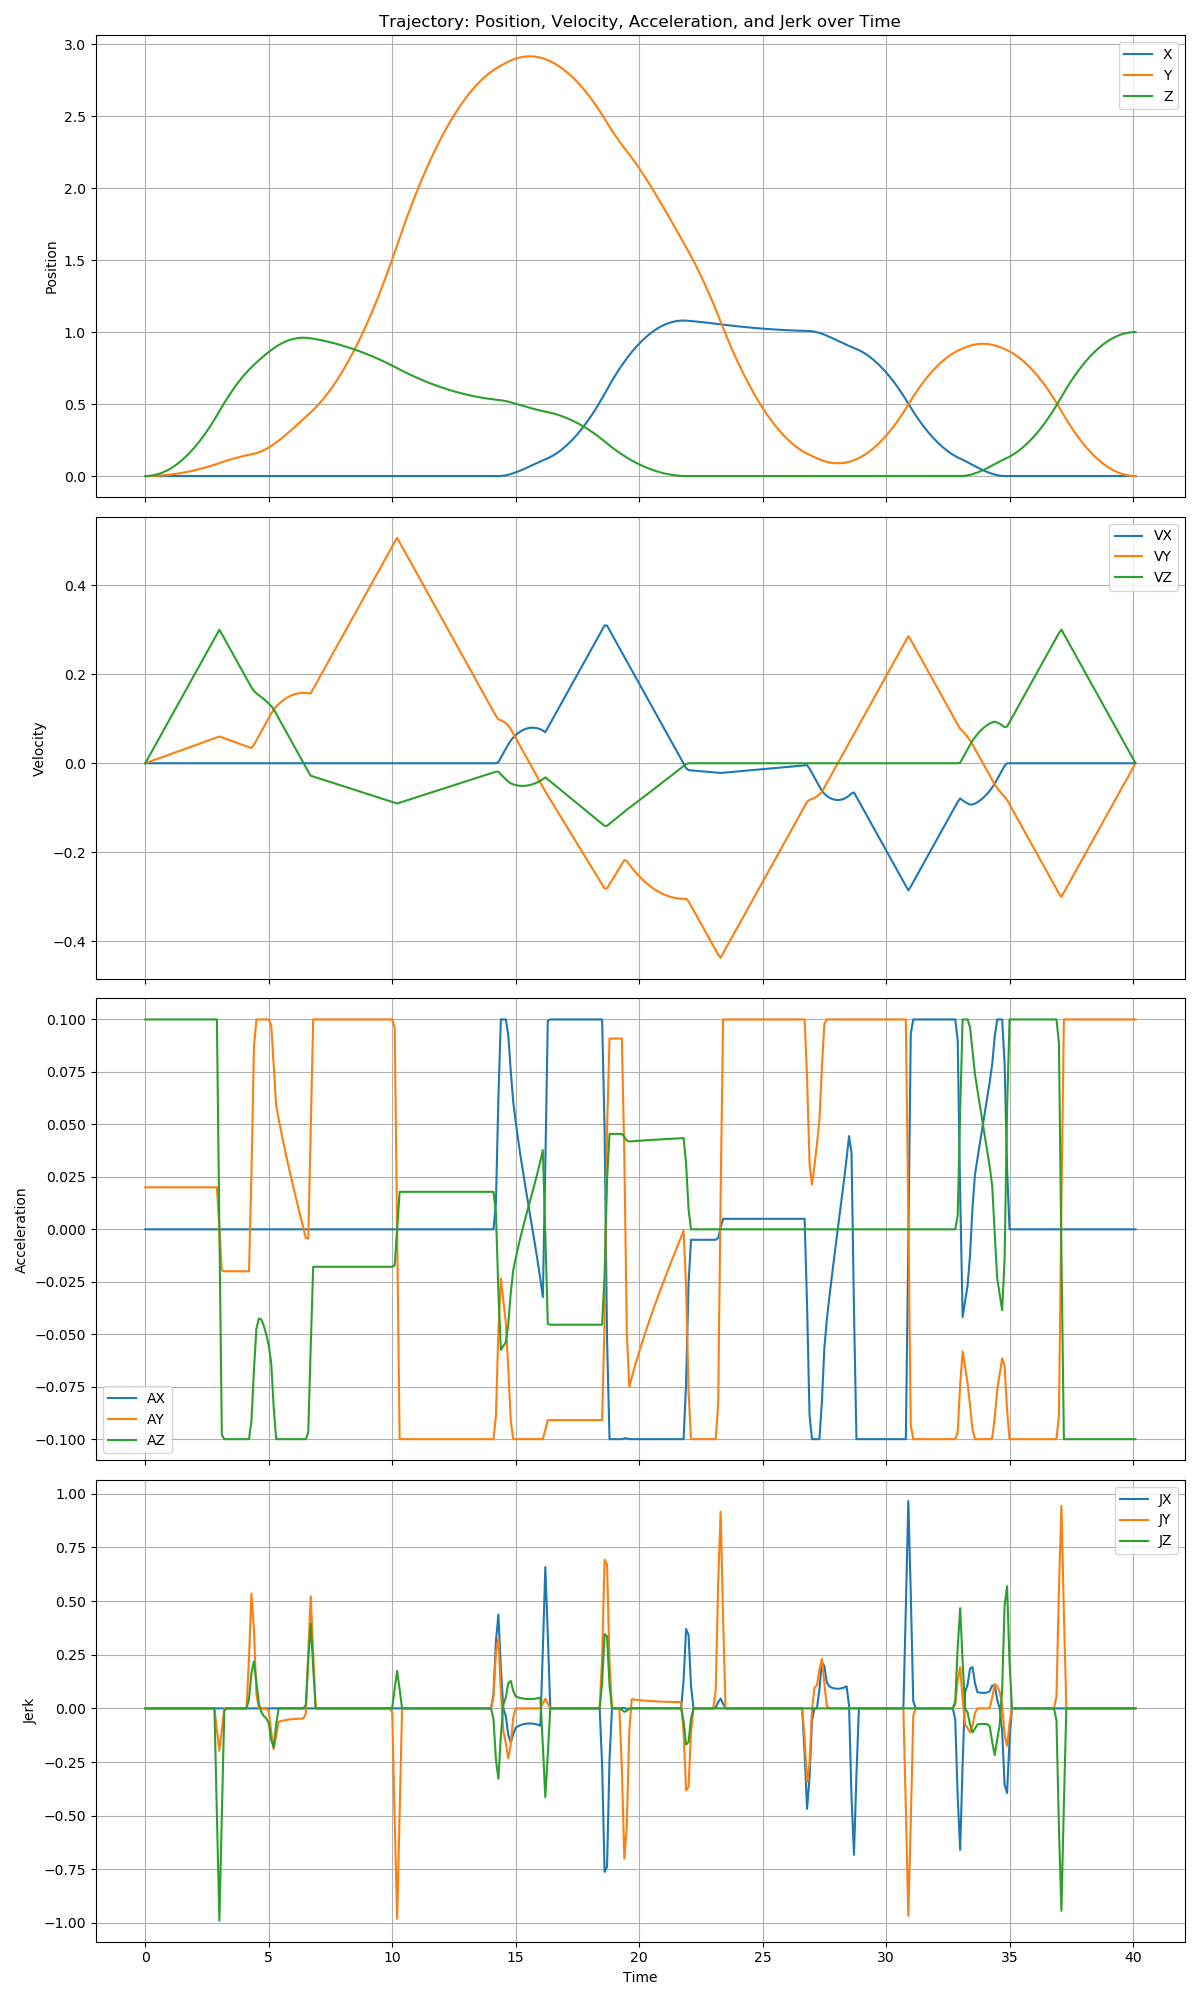 Trajectory: Position, Velocity, Acceleration, and Jerk over Time
Position
3.0
2.5
2.0
1.5
1.0
0.5
0.0
X
Y
Z
Velocity
0.4
0.2
0.0
−0.2
−0.4
VX
VY
VZ
Acceleration
0.100
0.075
0.050
0.025
0.000
−0.025
−0.050
−0.075
−0.100
AX
AY
AZ
Jerk
1.00
0.75
0.50
0.25
0.00
−0.25
−0.50
−0.75
−1.00
JX
JY
JZ
0 5 10 15 20 25 30 35 40
Time